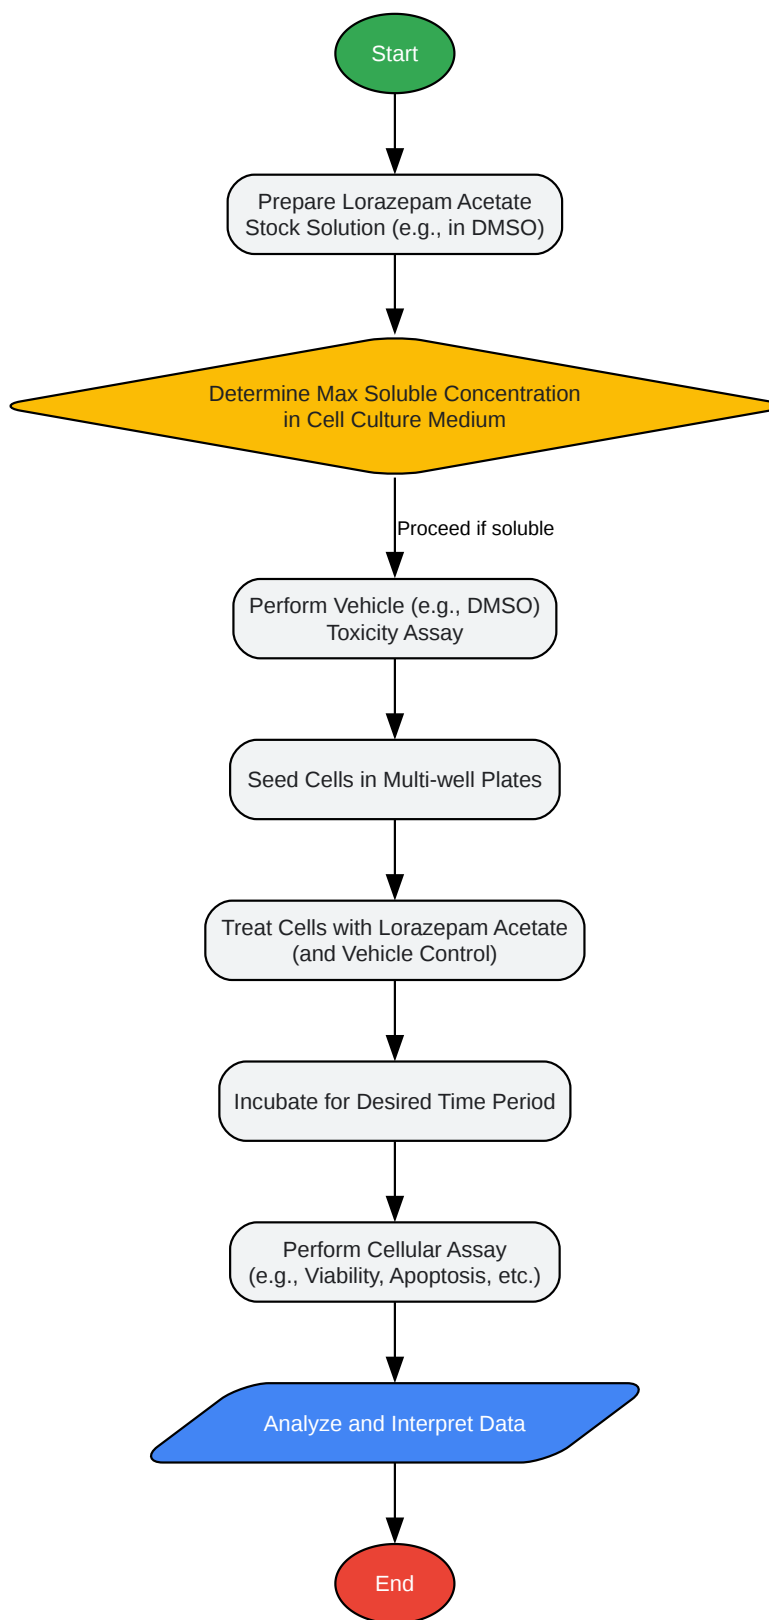 Start
Prepare Lorazepam Acetate
Stock Solution (e.g., in DMSO)
Determine Max Soluble Concentration
in Cell Culture Medium
Proceed if soluble
Perform Vehicle (e.g., DMSO)
Toxicity Assay
Seed Cells in Multi-well Plates
Treat Cells with Lorazepam Acetate
(and Vehicle Control)
Incubate for Desired Time Period
Perform Cellular Assay
(e.g., Viability, Apoptosis, etc.)
Analyze and Interpret Data
End